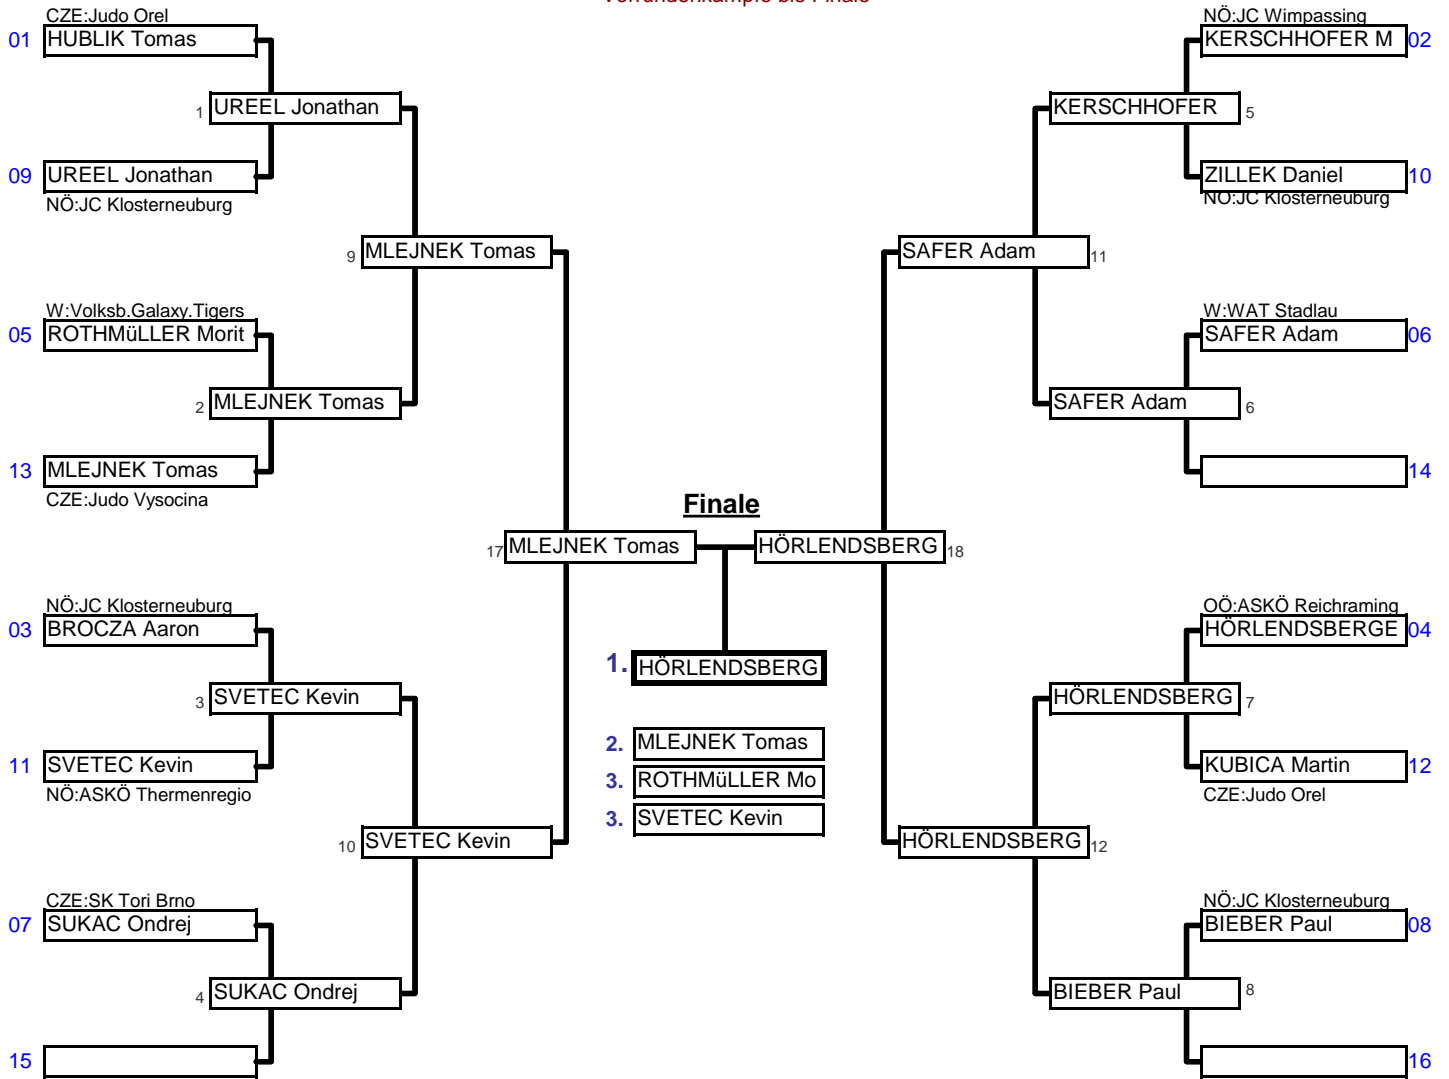 Vorrundenkämpfe bis Finale
CZE:Judo Orel
01 HUBLIK Tomas
1 UREEL Jonathan
09 UREEL Jonathan
NÖ:JC Klosterneuburg
9 MLEJNEK Tomas
W:Volksb.Galaxy.Tigers
05 ROTHMüLLER Morit
2 MLEJNEK Tomas
13 MLEJNEK Tomas
CZE:Judo Vysocina
17 MLEJNEK Tomas
NÖ:JC Klosterneuburg
03 BROCZA Aaron
3 SVETEC Kevin
11 SVETEC Kevin
NÖ:ASKÖ Thermenregio
10 SVETEC Kevin
CZE:SK Tori Brno
07 SUKAC Ondrej
4 SUKAC Ondrej
15
Finale
1. HÖRLENDSBERG
2. MLEJNEK Tomas
3. ROTHMüLLER Mo
3. SVETEC Kevin
NÖ:JC Wimpassing
KERSCHHOFER M 02
KERSCHHOFER 5
ZILLEK Daniel 10
NÖ:JC Klosterneuburg
SAFER Adam 11
W:WAT Stadlau
SAFER Adam 06
SAFER Adam 6
14
HÖRLENDSBERG 18
OÖ:ASKÖ Reichraming
HÖRLENDSBERGE 04
HÖRLENDSBERG 7
KUBICA Martin 12
CZE:Judo Orel
HÖRLENDSBERG 12
NÖ:JC Klosterneuburg
BIEBER Paul 08
BIEBER Paul 8
16